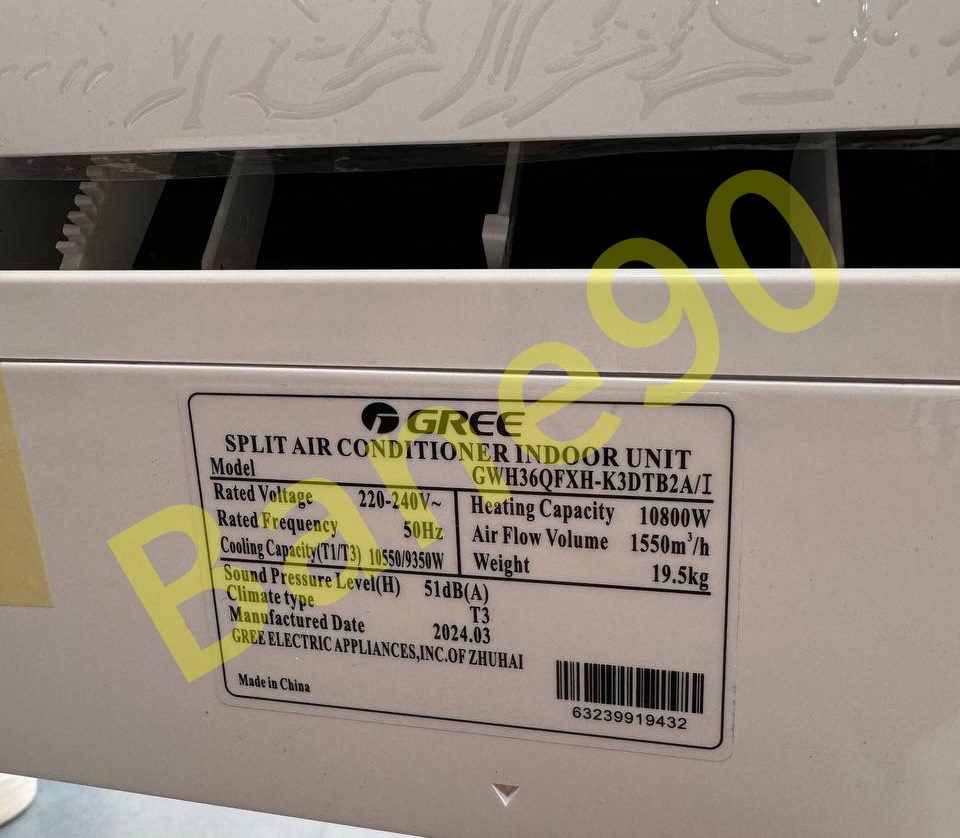 GREE
SPLIT AIR CONDITIONER INDOOR UNIT
Model GWH36QFXH-K3DTB2A/I
Rated Voltage 220-240V~
Rated Frequency 50Hz
Cooling Capacity(T1/T3) 10550/9350W
Heating Capacity 10800W
Air Flow Volume 1550m³/h
Weight 19.5kg
Sound Pressure Level(H) 51dB(A)
Climate type T3
Manufactured Date 2024.03
GREE ELECTRIC APPLIANCES,INC.OF ZHUHAI
Made in China
63239919432
Bane90